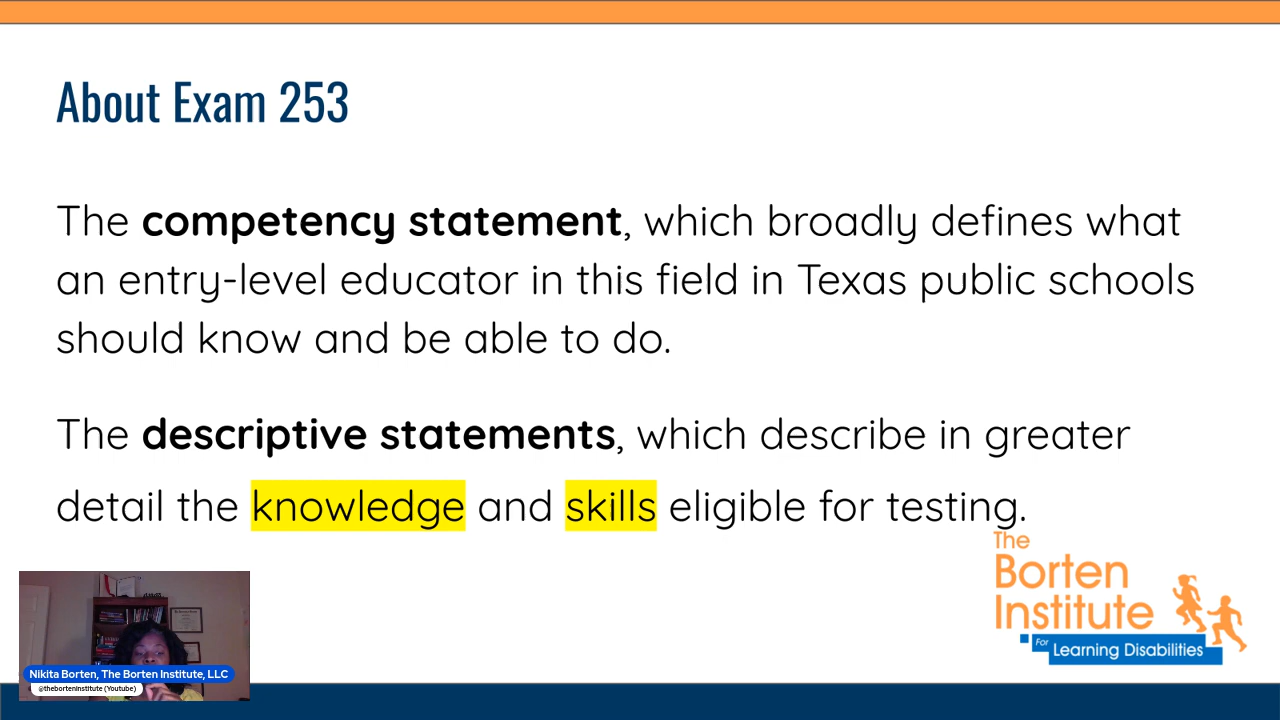 About Exam 253
The competency statement, which broadly defines what
an entry-level educator in this field in Texas public schools
should know and be able to do.
The descriptive statements, which describe in greater
detail the knowledge and skills eligible for testing.
The
Borten
Institute
For Learning Disabilities
Nikita Borten, The Borten Institute, LLC
@theborteninstitute (Youtube)